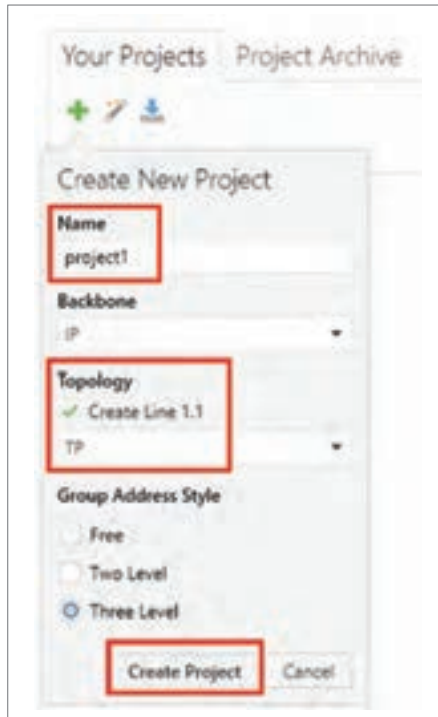 Your Projects Project Archive
Create New Project
Name
project1
Backbone
IP
Topology
Create Line 1.1
TP
Group Address Style
Free
Two Level
Three Level
Create Project Cancel